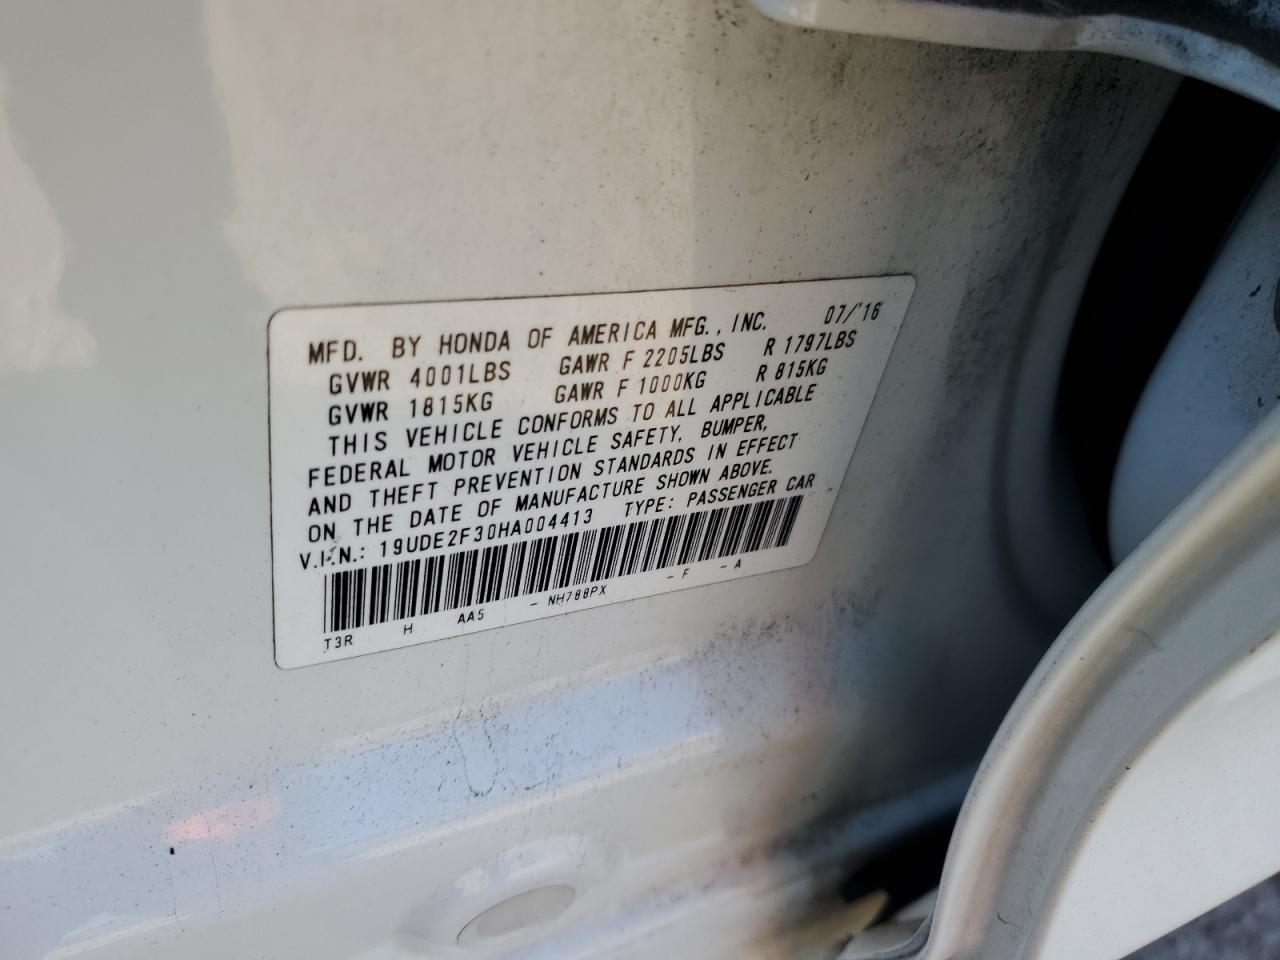 MFD. BY HONDA OF AMERICA MFG., INC. 07/'16
GVWR 4001LBS GAWR F 2205LBS R 1797LBS
GVWR 1815KG GAWR F 1000KG R 815KG
THIS VEHICLE CONFORMS TO ALL APPLICABLE
FEDERAL MOTOR VEHICLE SAFETY, BUMPER,
AND THEFT PREVENTION STANDARDS IN EFFECT
ON THE DATE OF MANUFACTURE SHOWN ABOVE.
V.I.N.: 19UDE2F30HA004413 TYPE: PASSENGER CAR
T3R H AA5 - NH788PX - F - A